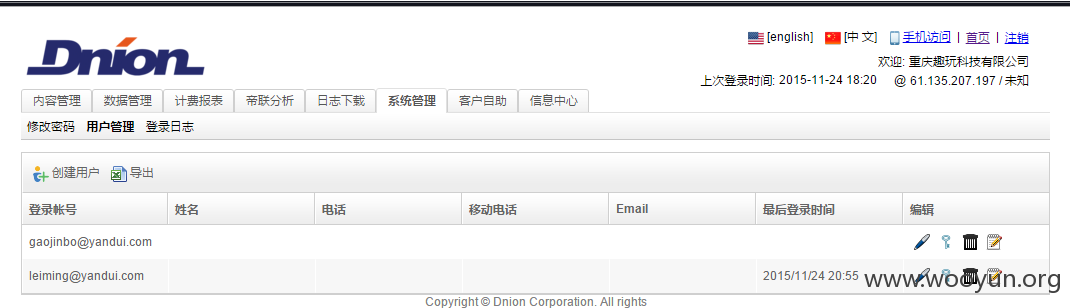 Dnion
[english] [中 文] 手机访问 | 首页 | 注销
欢迎: 重庆趣玩科技有限公司
上次登录时间: 2015-11-24 18:20 @ 61.135.207.197 / 未知
内容管理 数据管理 计费报表 帝联分析 日志下载 系统管理 客户自助 信息中心
修改密码 用户管理 登录日志
创建用户 导出
登录帐号 姓名 电话 移动电话 Email 最后登录时间 编辑
gaojinbo@yandui.com
leiming@yandui.com 2015/11/24 20:55
www.wooyun.org
Copyright © Dnion Corporation. All rights